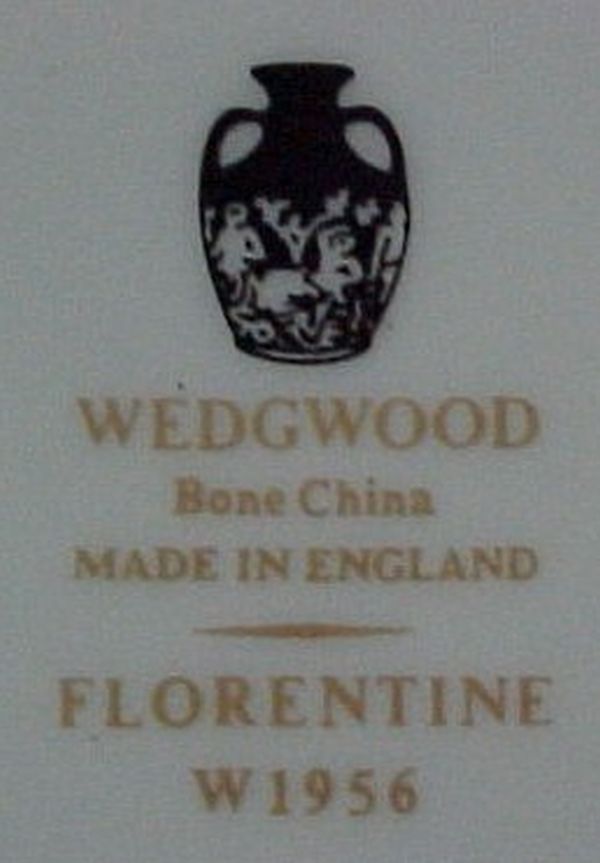 WEDGWOOD
Bone China
MADE IN ENGLAND
FLORENTINE
W1956